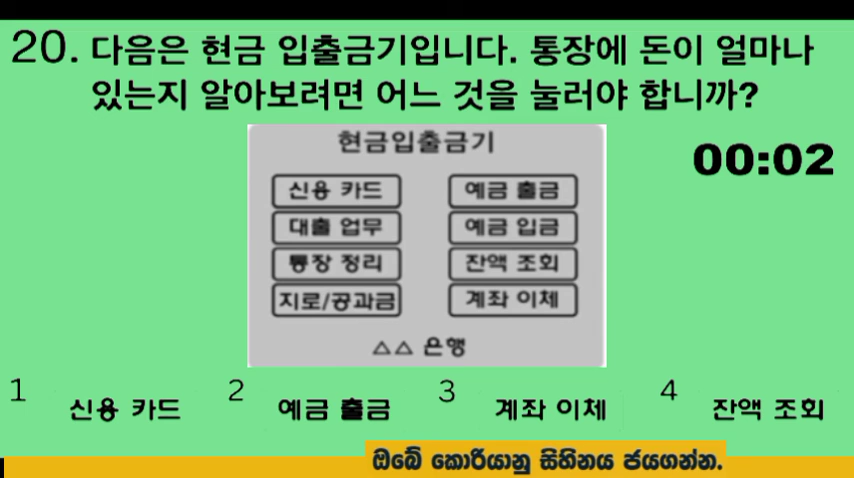 20. 다음은 현금 입출금기입니다. 통장에 돈이 얼마나
있는지 알아보려면 어느 것을 눌러야 합니까?
00:02
현금입출금기
신용 카드 예금 출금
대출 업무 예금 입금
통장 정리 잔액 조회
지로/공과금 계좌 이체
△△ 은행
1 신용 카드 2 예금 출금 3 계좌 이체 4 잔액 조회
ඔබේ කොරියානු සිහිනය ජයගන්න.